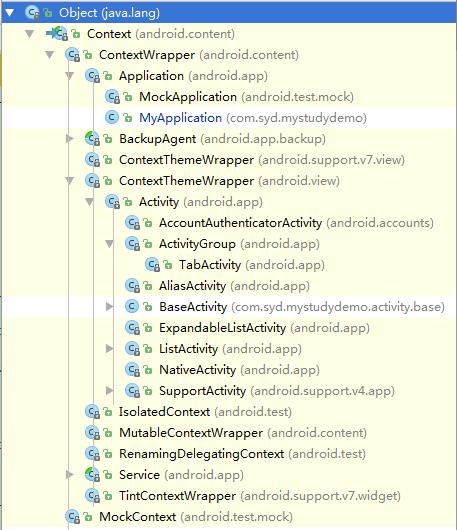 Object (java.lang)
Context (android.content)
ContextWrapper (android.content)
Application (android.app)
MockApplication (android.test.mock)
MyApplication (com.syd.mystudydemo)
BackupAgent (android.app.backup)
ContextThemeWrapper (android.support.v7.view)
ContextThemeWrapper (android.view)
Activity (android.app)
AccountAuthenticatorActivity (android.accounts)
ActivityGroup (android.app)
TabActivity (android.app)
AliasActivity (android.app)
BaseActivity (com.syd.mystudydemo.activity.base)
ExpandableListActivity (android.app)
ListActivity (android.app)
NativeActivity (android.app)
SupportActivity (android.support.v4.app)
IsolatedContext (android.test)
MutableContextWrapper (android.content)
RenamingDelegatingContext (android.test)
Service (android.app)
TintContextWrapper (android.support.v7.widget)
MockContext (android.test.mock)